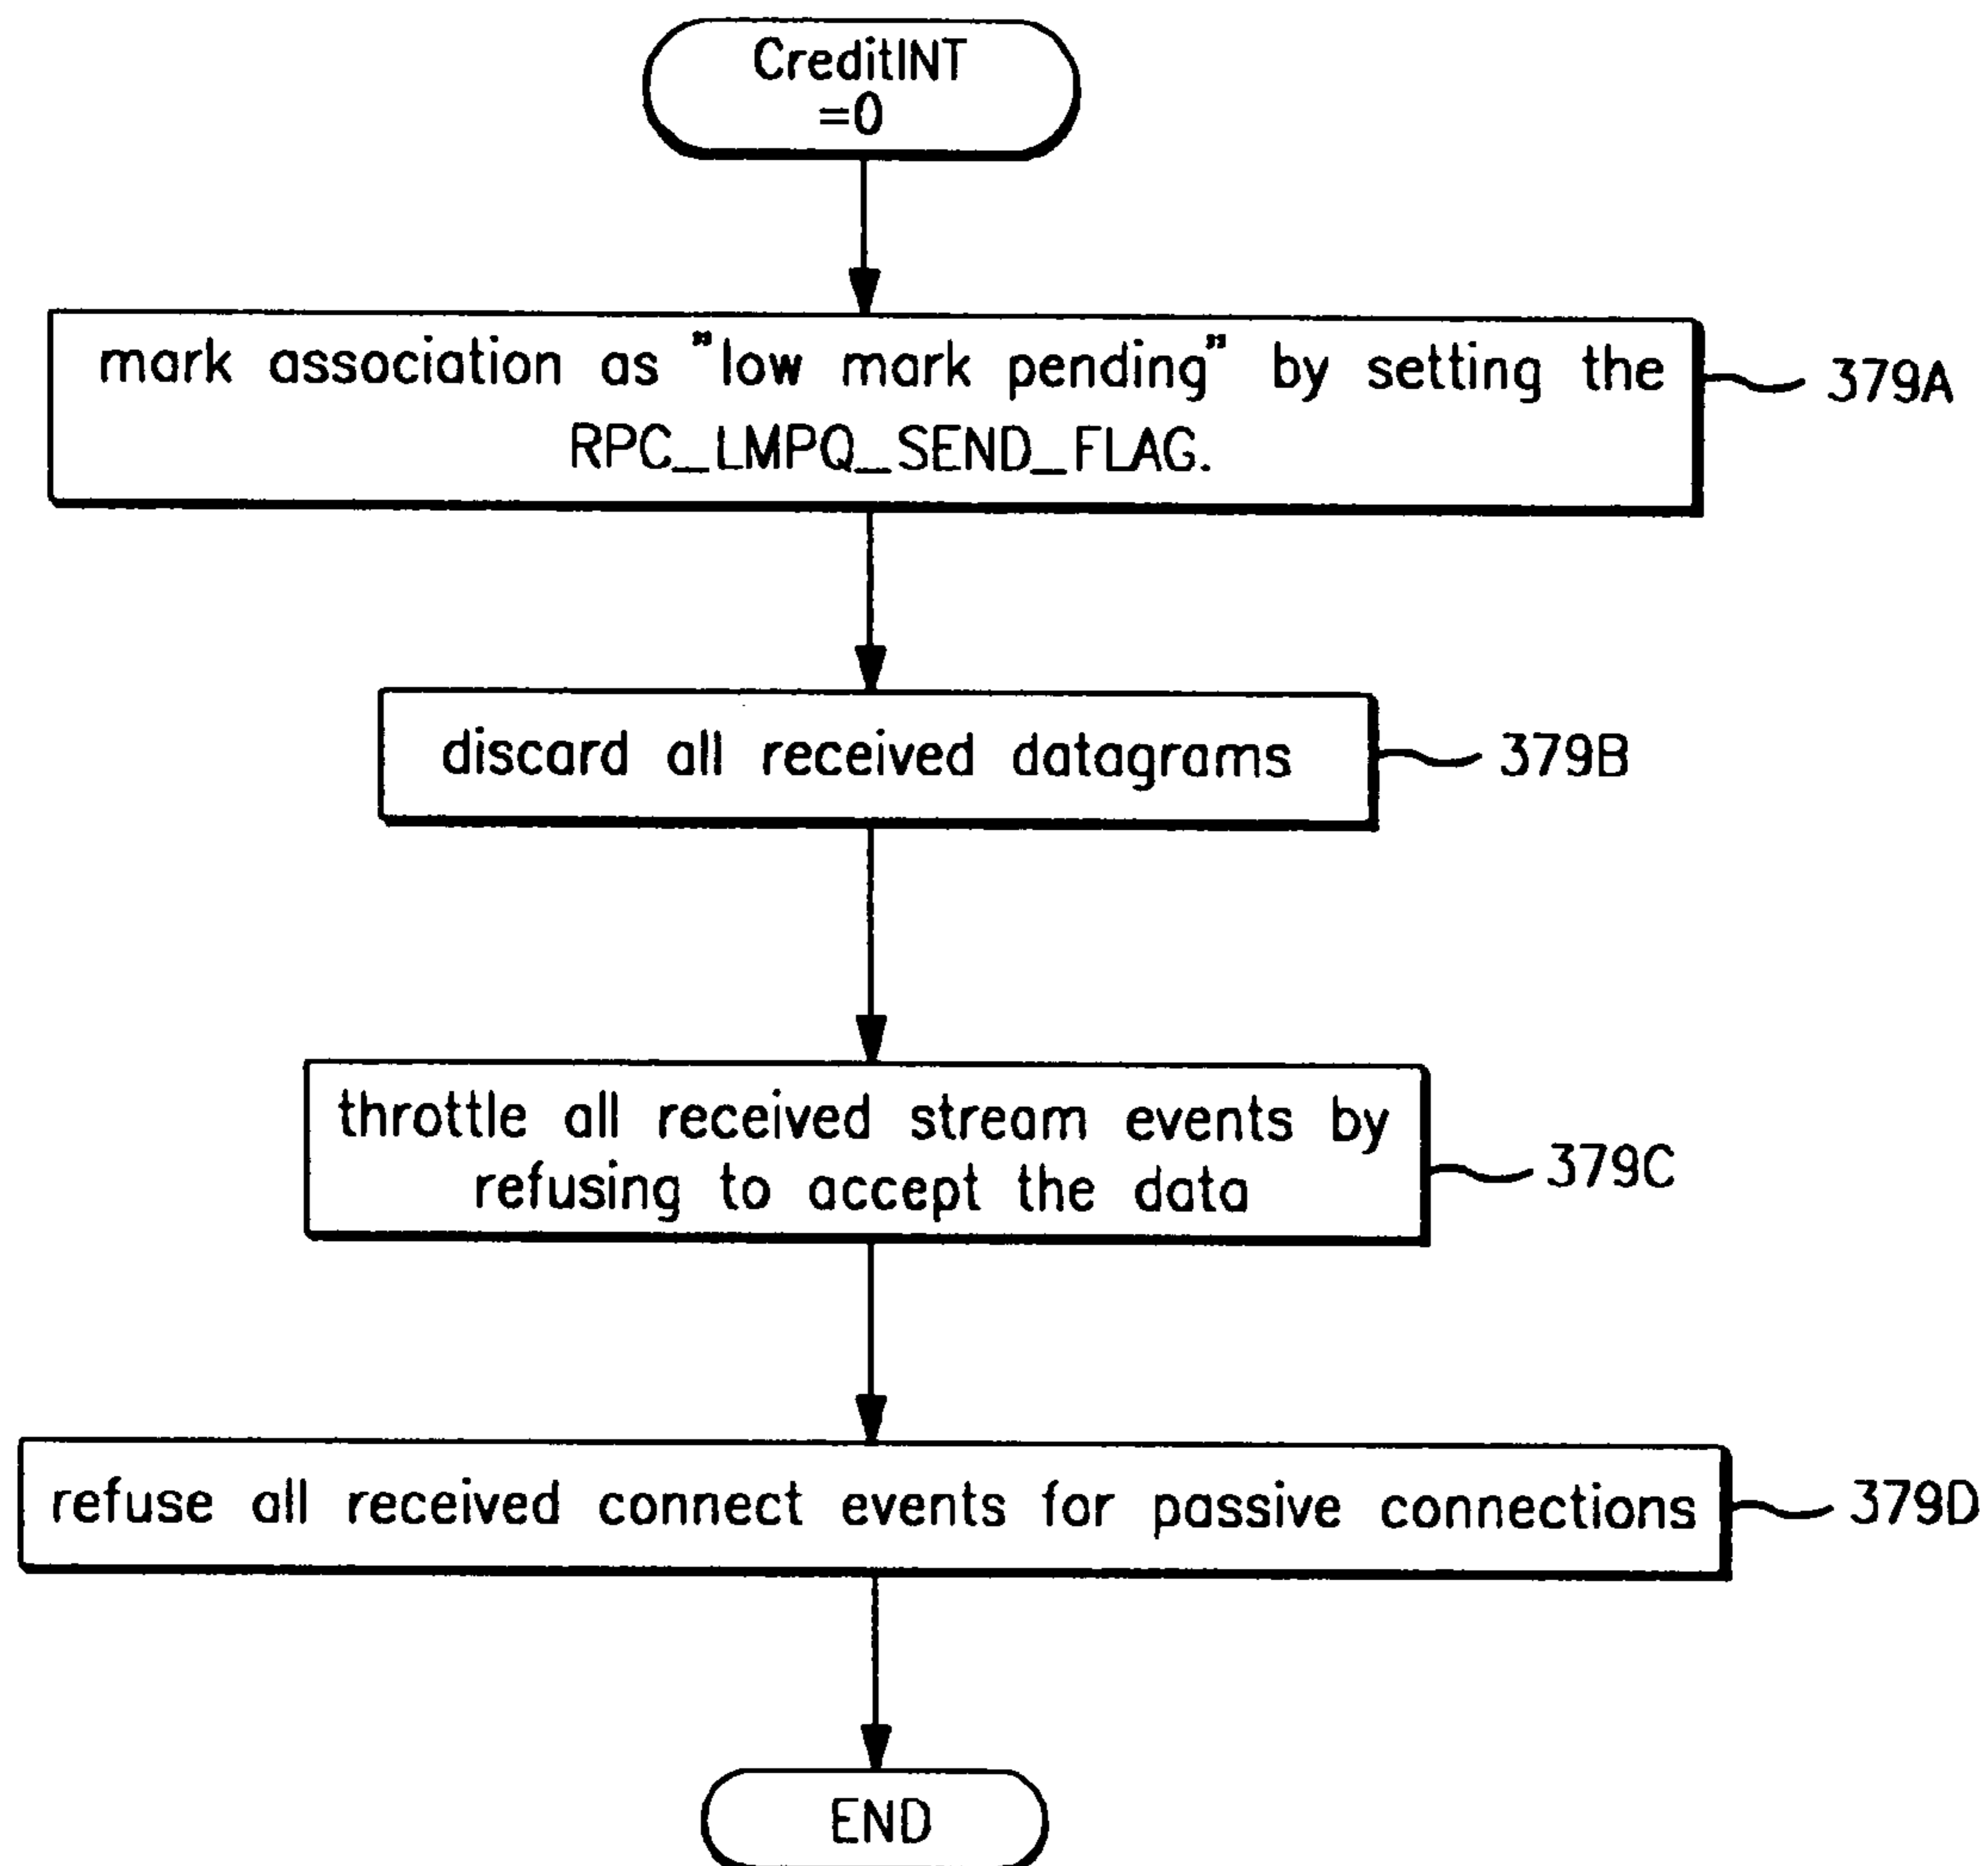 CreditINT
=0
mark association as "low mark pending" by setting the
RPC_LMPQ_SEND_FLAG.
379A
discard all received datagrams
379B
throttle all received stream events by
refusing to accept the data
379C
refuse all received connect events for passive connections
379D
END